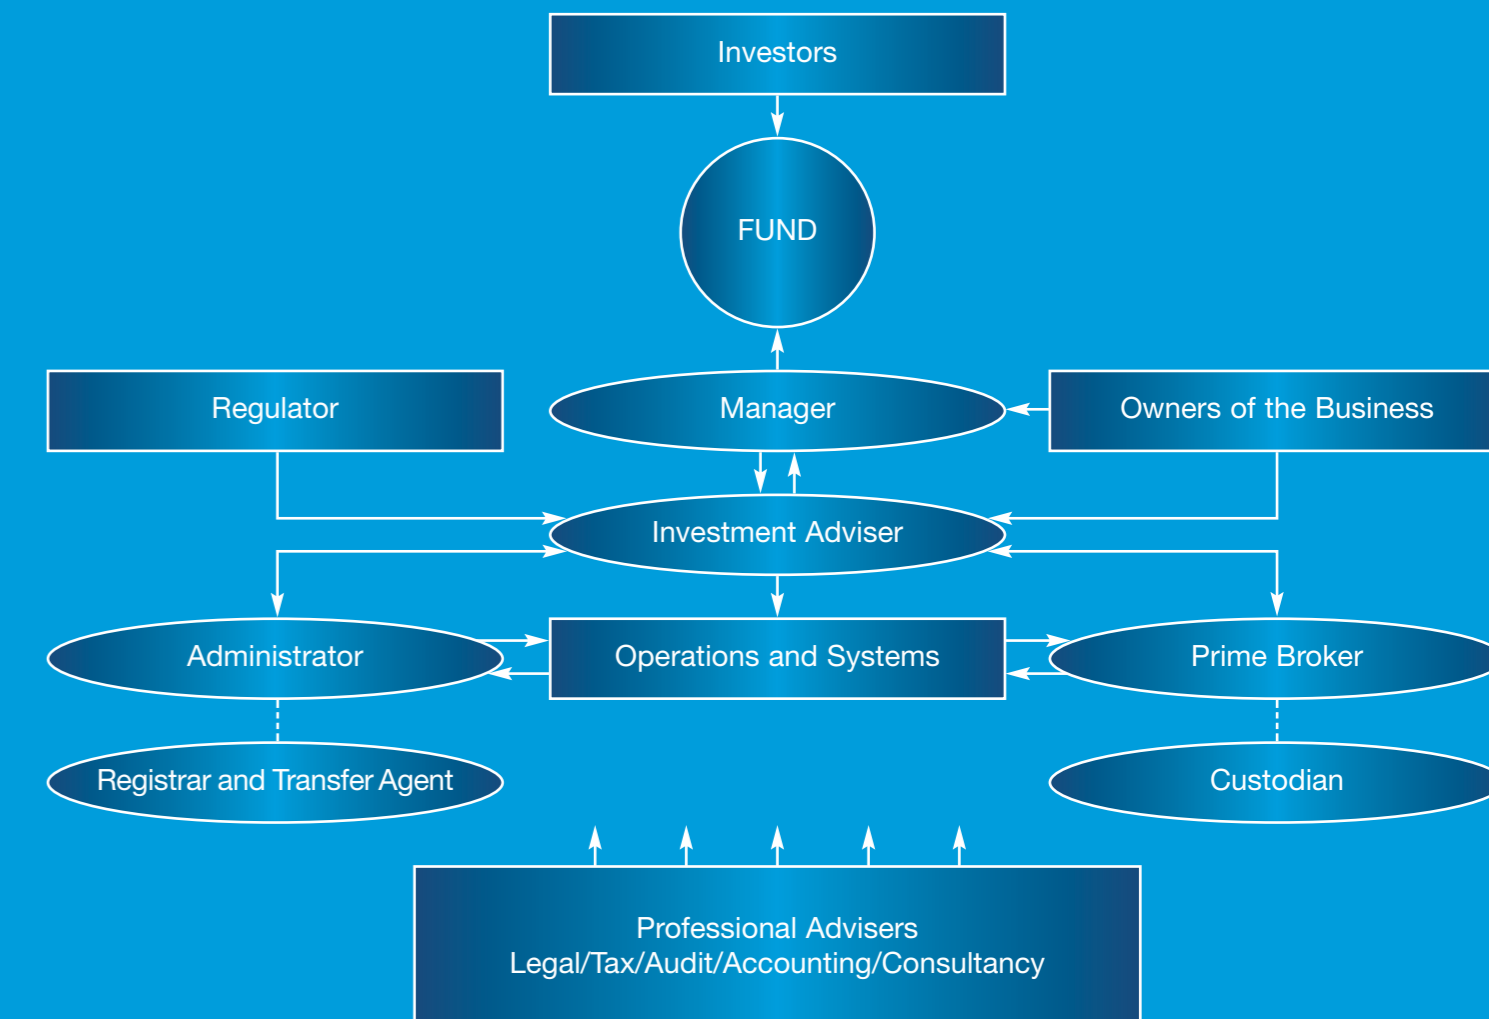 Investors
FUND
Regulator
Manager
Owners of the Business
Investment Adviser
Administrator
Operations and Systems
Prime Broker
Registrar and Transfer Agent
Custodian
Professional Advisers
Legal/Tax/Audit/Accounting/Consultancy